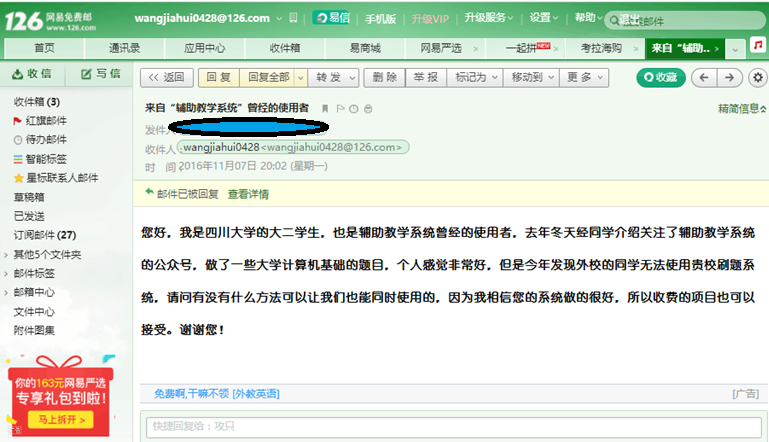 126 网易免费邮
www.126.com
wangjiahui0428@126.com
易信
手机版
升级VIP
升级服务
设置
帮助
退出
首页
通讯录
应用中心
收件箱
易商城
网易严选
一起拼
NEW
考拉海购
来自“辅助..
收信
写信
<< 返回
回复
回复全部
转发
删除
举报
标记为
移动到
更多
收藏
收件箱 (3)
红旗邮件
待办邮件
智能标签
星标联系人邮件
草稿箱
已发送
订阅邮件 (27)
其他5个文件夹
邮件标签
邮箱中心
文件中心
附件图集
你的163元网易严选
专享礼包到啦!
马上拆开 >
来自“辅助教学系统”曾经的使用者
精简信息
发件人
收件人：wangjiahui0428<wangjiahui0428@126.com>
时 间：2016年11月07日 20:02 (星期一)
邮件已被回复 查看详情
您好，我是四川大学的大二学生，也是辅助教学系统曾经的使用者，去年冬天经同学介绍关注了辅助教学系统
的公众号，做了一些大学计算机基础的题目，个人感觉非常好，但是今年发现外校的同学无法使用贵校刷题系
统，请问有没有什么方法可以让我们也能同时使用的，因为我相信您的系统做的很好，所以收费的项目也可以
接受。谢谢您！
免费啊,干嘛不领 [外教英语]
[广告]
快捷回复给：攻只